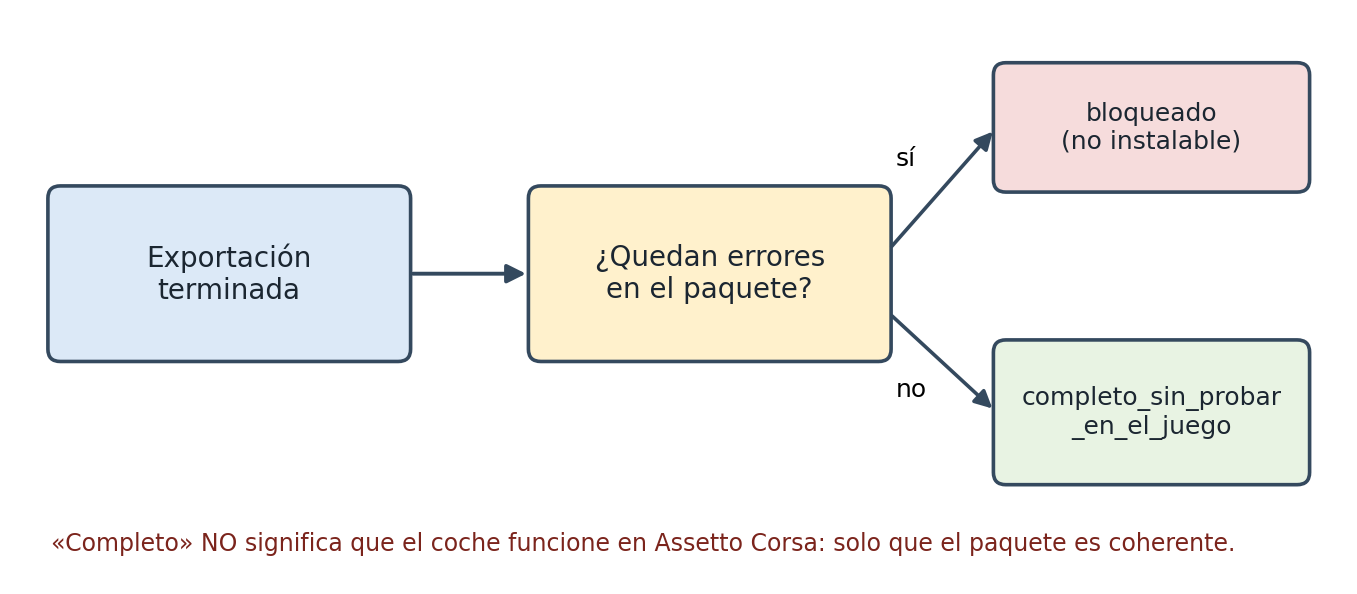 Exportación
terminada
¿Quedan errores
en el paquete?
sí
no
bloqueado
(no instalable)
completo_sin_probar
_en_el_juego
«Completo» NO significa que el coche funcione en Assetto Corsa: solo que el paquete es coherente.